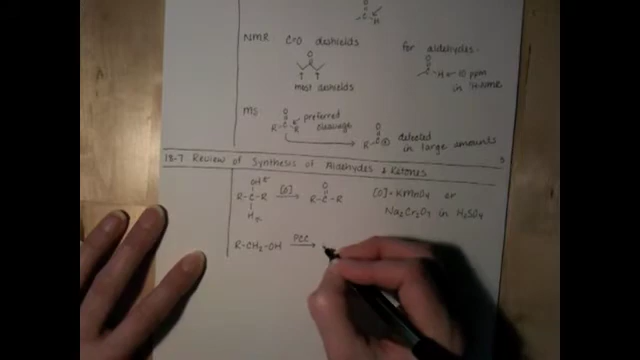 O
C
H
NMR C=O deshields for aldehydes
O O
C-H ~ 10 ppm
in ¹H-NMR
most deshields
MS O preferred
R-C-R cleavage O
R-C⊕ detected
in large amounts
18-7 Review of Synthesis of Aldehydes & Ketones
OH O
R-C-R [O] R-C-R [O] = KMnO4 or
H Na2Cr2O7 in H2SO4
R-CH2-OH PCC